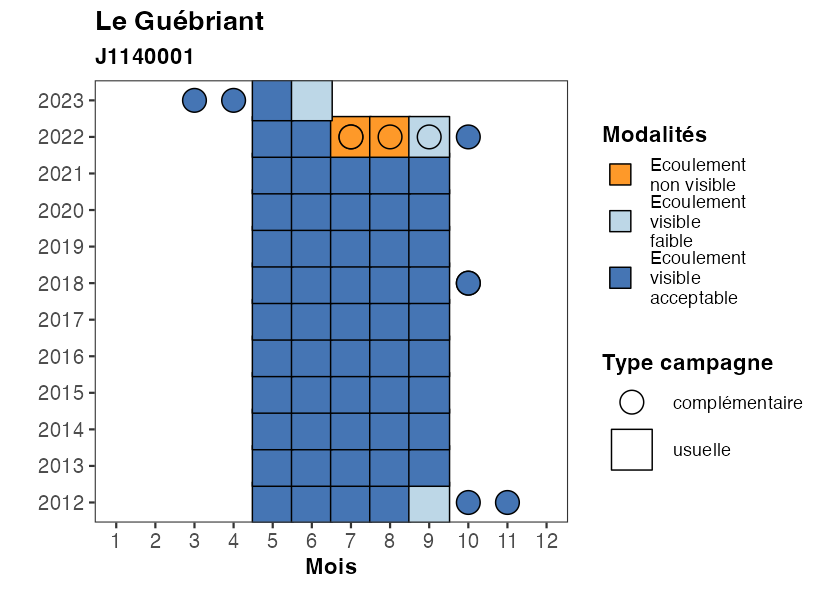 Le Guébriant
J1140001
2023
2022
2021
2020
2019
2018
2017
2016
2015
2014
2013
2012
1 2 3 4 5 6 7 8 9 10 11 12
Mois
Modalités
Ecoulement
non visible
Ecoulement
visible
faible
Ecoulement
visible
acceptable
Type campagne
complémentaire
usuelle